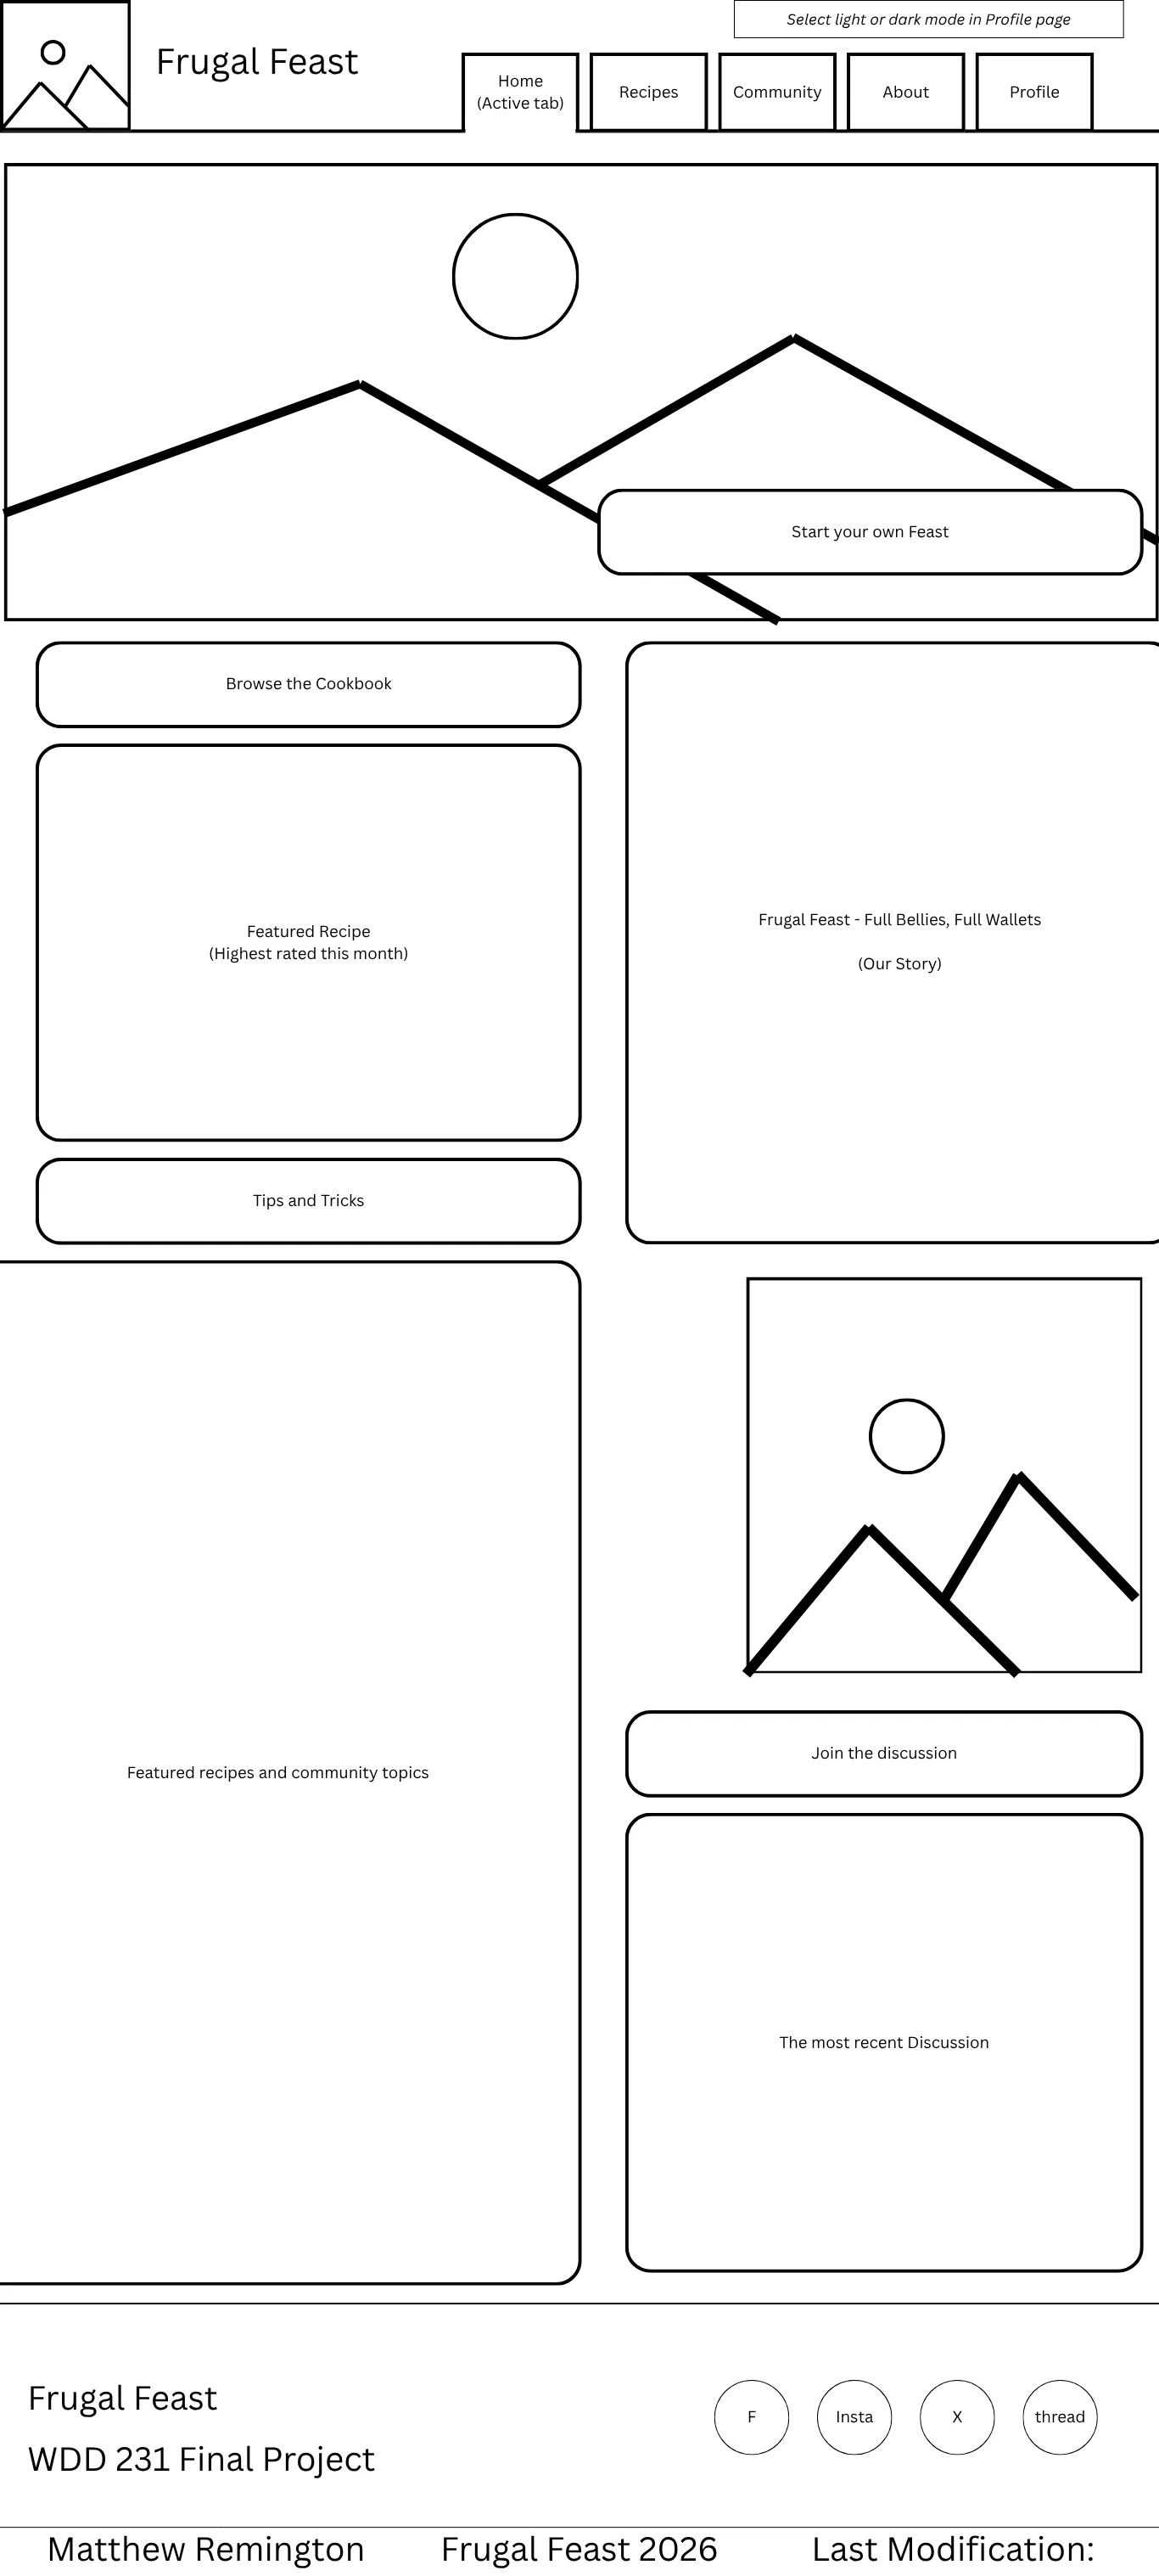 Select light or dark mode in Profile page
Frugal Feast
Home
(Active tab)
Recipes
Community
About
Profile
Start your own Feast
Browse the Cookbook
Featured Recipe
(Highest rated this month)
Frugal Feast - Full Bellies, Full Wallets
(Our Story)
Tips and Tricks
Featured recipes and community topics
Join the discussion
The most recent Discussion
Frugal Feast
WDD 231 Final Project
F
Insta
X
thread
Matthew Remington
Frugal Feast 2026
Last Modification: